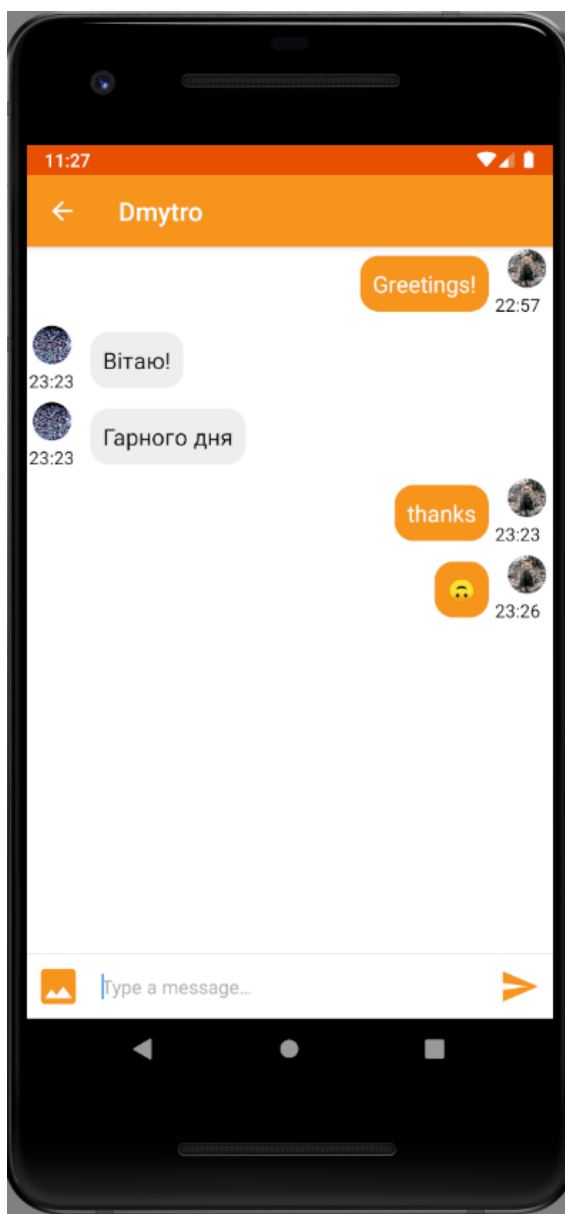 11:27
Dmytro
Greetings!
22:57
Вітаю!
23:23
Гарного дня
23:23
thanks
23:23
🙃
23:26
Type a message...